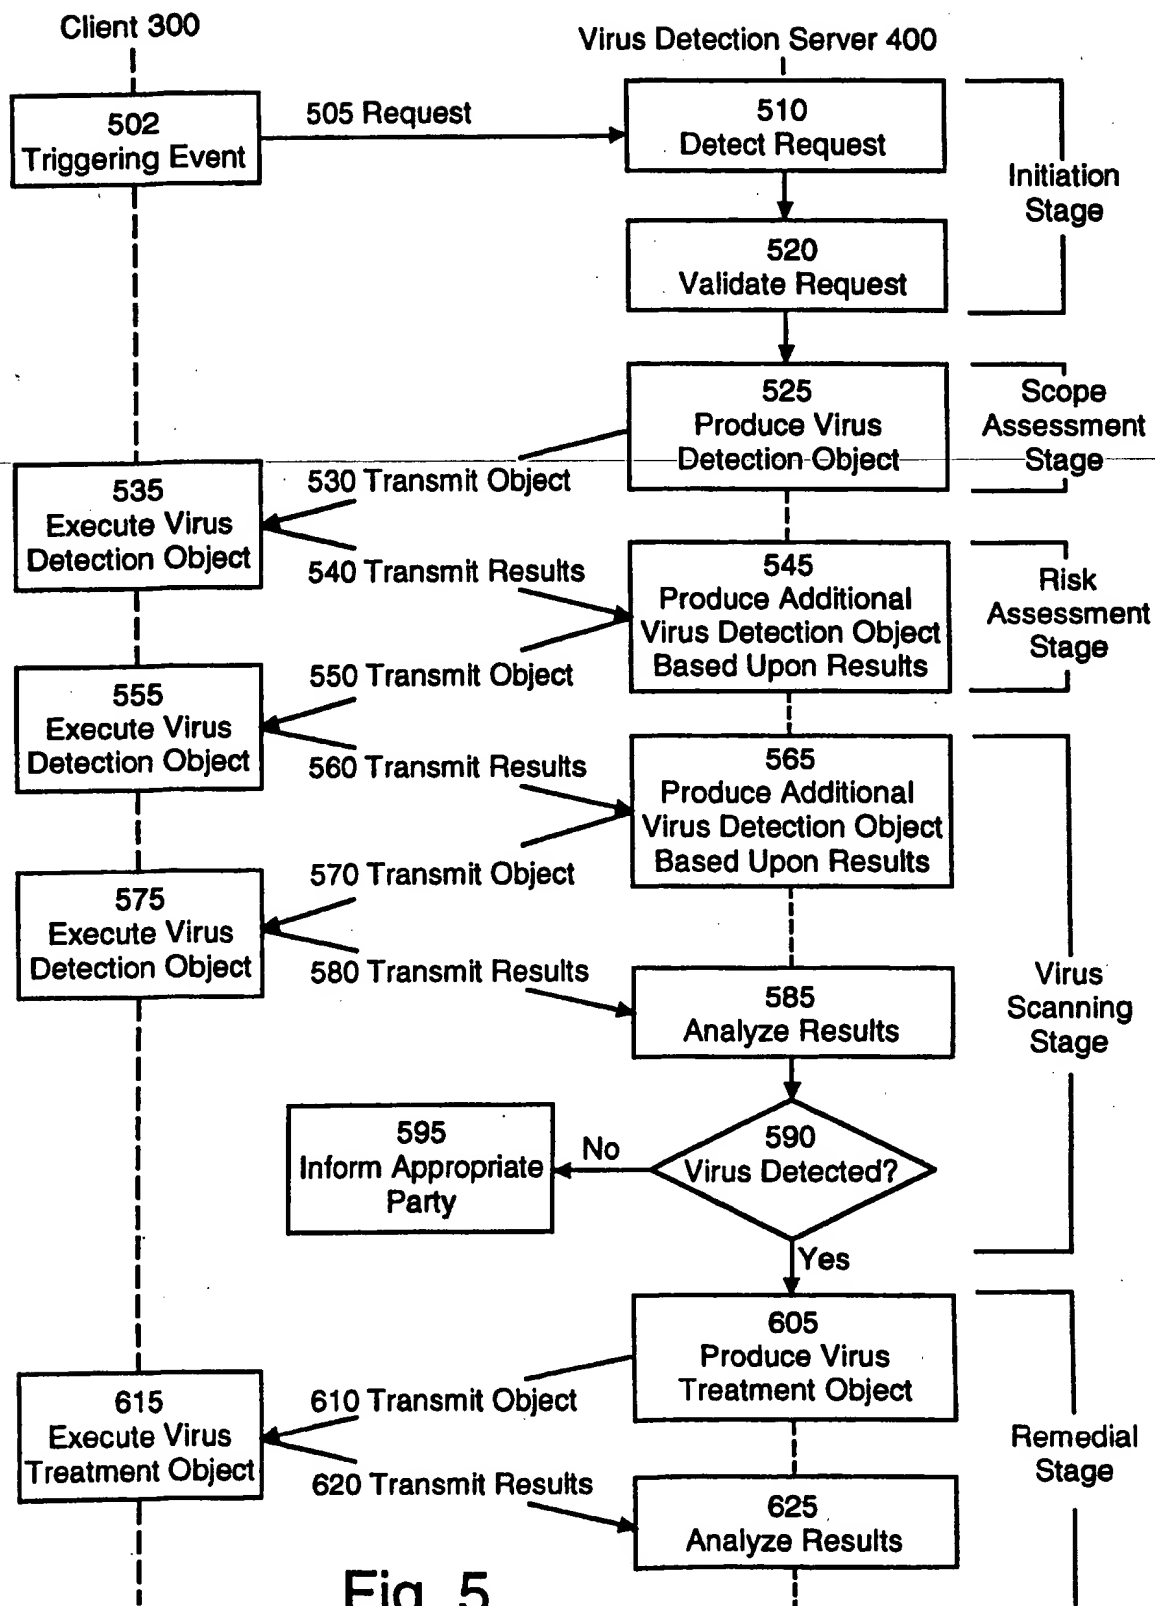 Client 300
Virus Detection Server 400
502
Triggering Event
505 Request
510
Detect Request
Initiation
Stage
520
Validate Request
525
Produce Virus
Detection Object
Scope
Assessment
Stage
530 Transmit Object
535
Execute Virus
Detection Object
540 Transmit Results
545
Produce Additional
Virus Detection Object
Based Upon Results
Risk
Assessment
Stage
550 Transmit Object
555
Execute Virus
Detection Object
560 Transmit Results
565
Produce Additional
Virus Detection Object
Based Upon Results
570 Transmit Object
575
Execute Virus
Detection Object
580 Transmit Results
585
Analyze Results
Virus
Scanning
Stage
590
Virus Detected?
No
595
Inform Appropriate
Party
Yes
605
Produce Virus
Treatment Object
610 Transmit Object
615
Execute Virus
Treatment Object
620 Transmit Results
625
Analyze Results
Remedial
Stage
Fig. 5